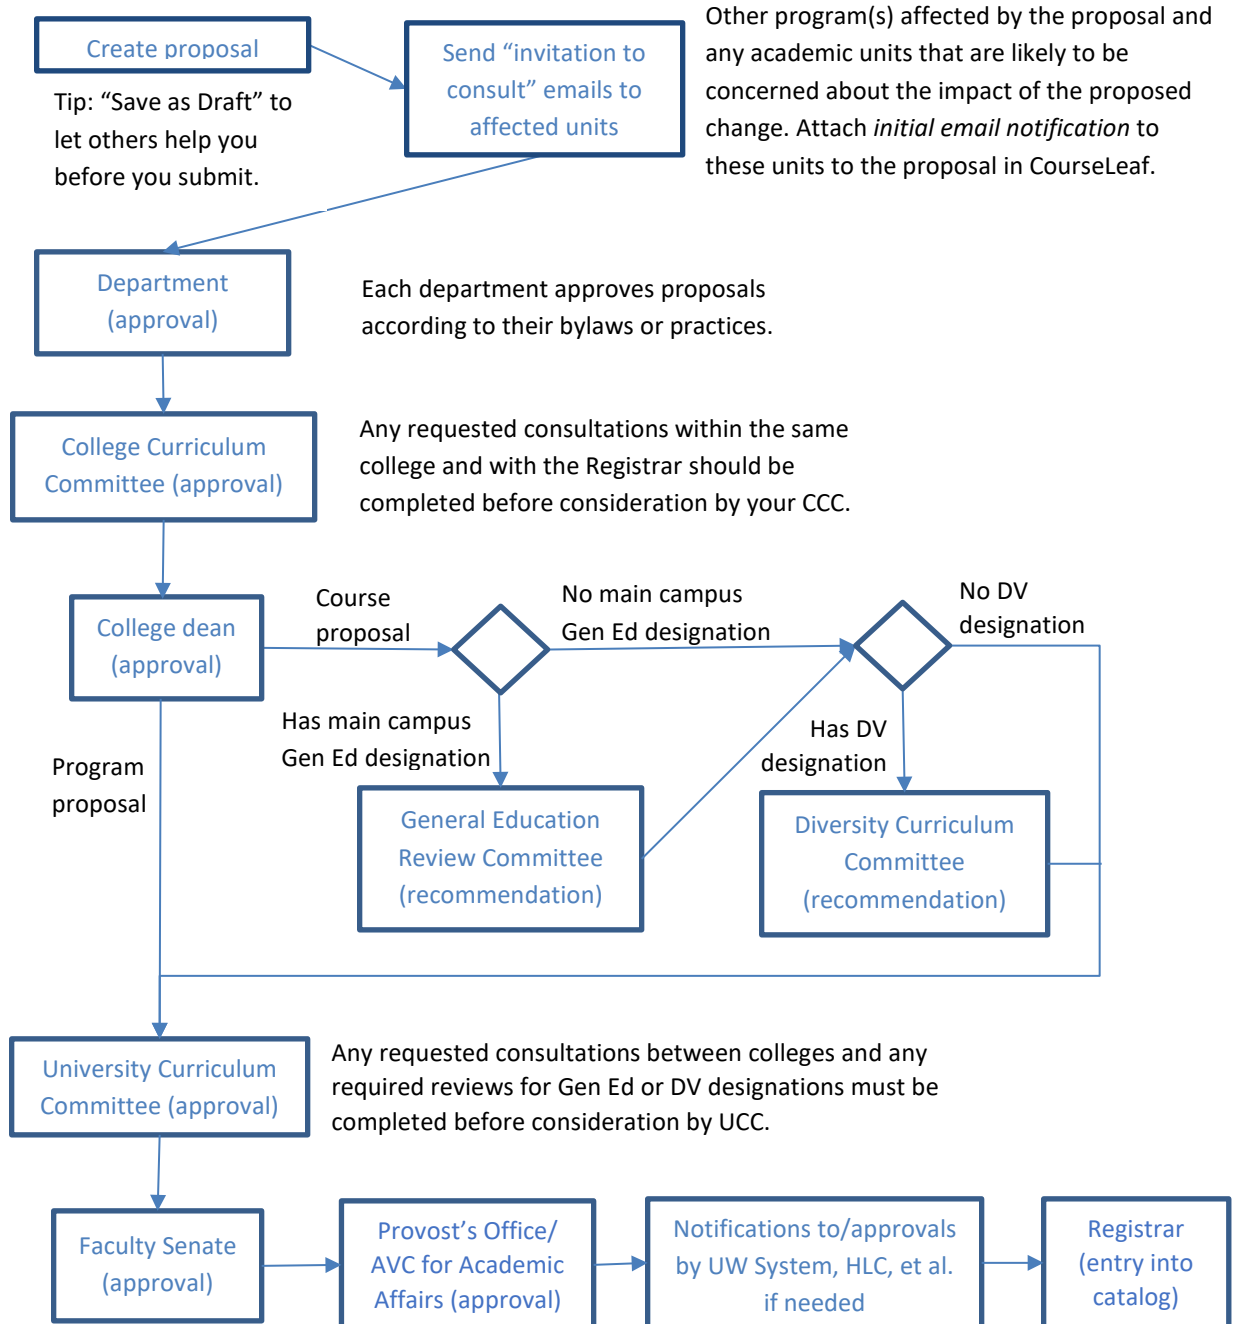 Create proposal
Tip: “Save as Draft” to
let others help you
before you submit.
Send “invitation to
consult” emails to
affected units
Other program(s) affected by the proposal and
any academic units that are likely to be
concerned about the impact of the proposed
change. Attach initial email notification to
these units to the proposal in CourseLeaf.
Department
(approval)
Each department approves proposals
according to their bylaws or practices.
College Curriculum
Committee (approval)
Any requested consultations within the same
college and with the Registrar should be
completed before consideration by your CCC.
College dean
(approval)
Course
proposal
No main campus
Gen Ed designation
No DV
designation
Has main campus
Gen Ed designation
Has DV
designation
Program
proposal
General Education
Review Committee
(recommendation)
Diversity Curriculum
Committee
(recommendation)
University Curriculum
Committee (approval)
Any requested consultations between colleges and any
required reviews for Gen Ed or DV designations must be
completed before consideration by UCC.
Faculty Senate
(approval)
Provost’s Office/
AVC for Academic
Affairs (approval)
Notifications to/approvals
by UW System, HLC, et al.
if needed
Registrar
(entry into
catalog)